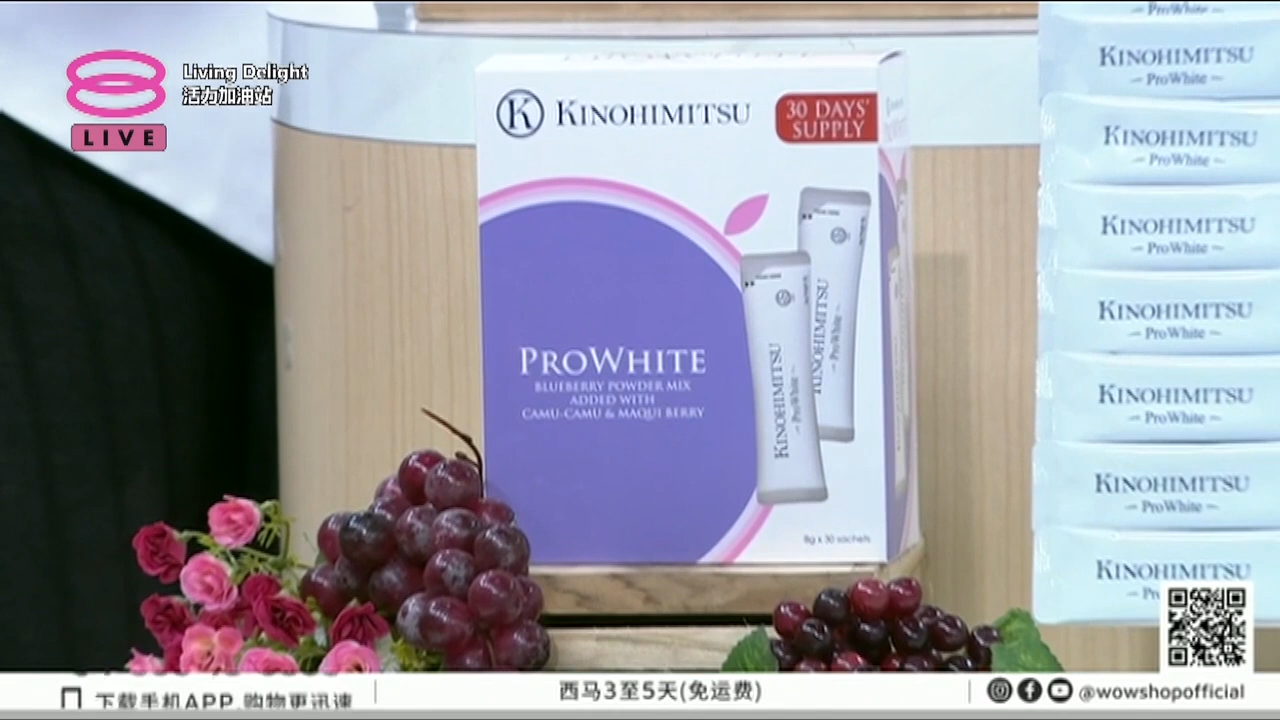 Living Delight
活力加油站
LIVE
K KINOHIMITSU
30 DAYS'
SUPPLY
PROWHITE
BLUEBERRY POWDER MIX
ADDED WITH
CAMU-CAMU & MAQUI BERRY
KINOHIMITSU
ProWhite
KINOHIMITSU
ProWhite
8g x 30 sachets
ProWhite
KINOHIMITSU
ProWhite
KINOHIMITSU
ProWhite
KINOHIMITSU
ProWhite
KINOHIMITSU
ProWhite
KINOHIMITSU
ProWhite
KINOHIMITSU
ProWhite
KINOHIMITSU
下载手机APP 购物更迅速
西马3至5天(免运费)
@wowshopofficial